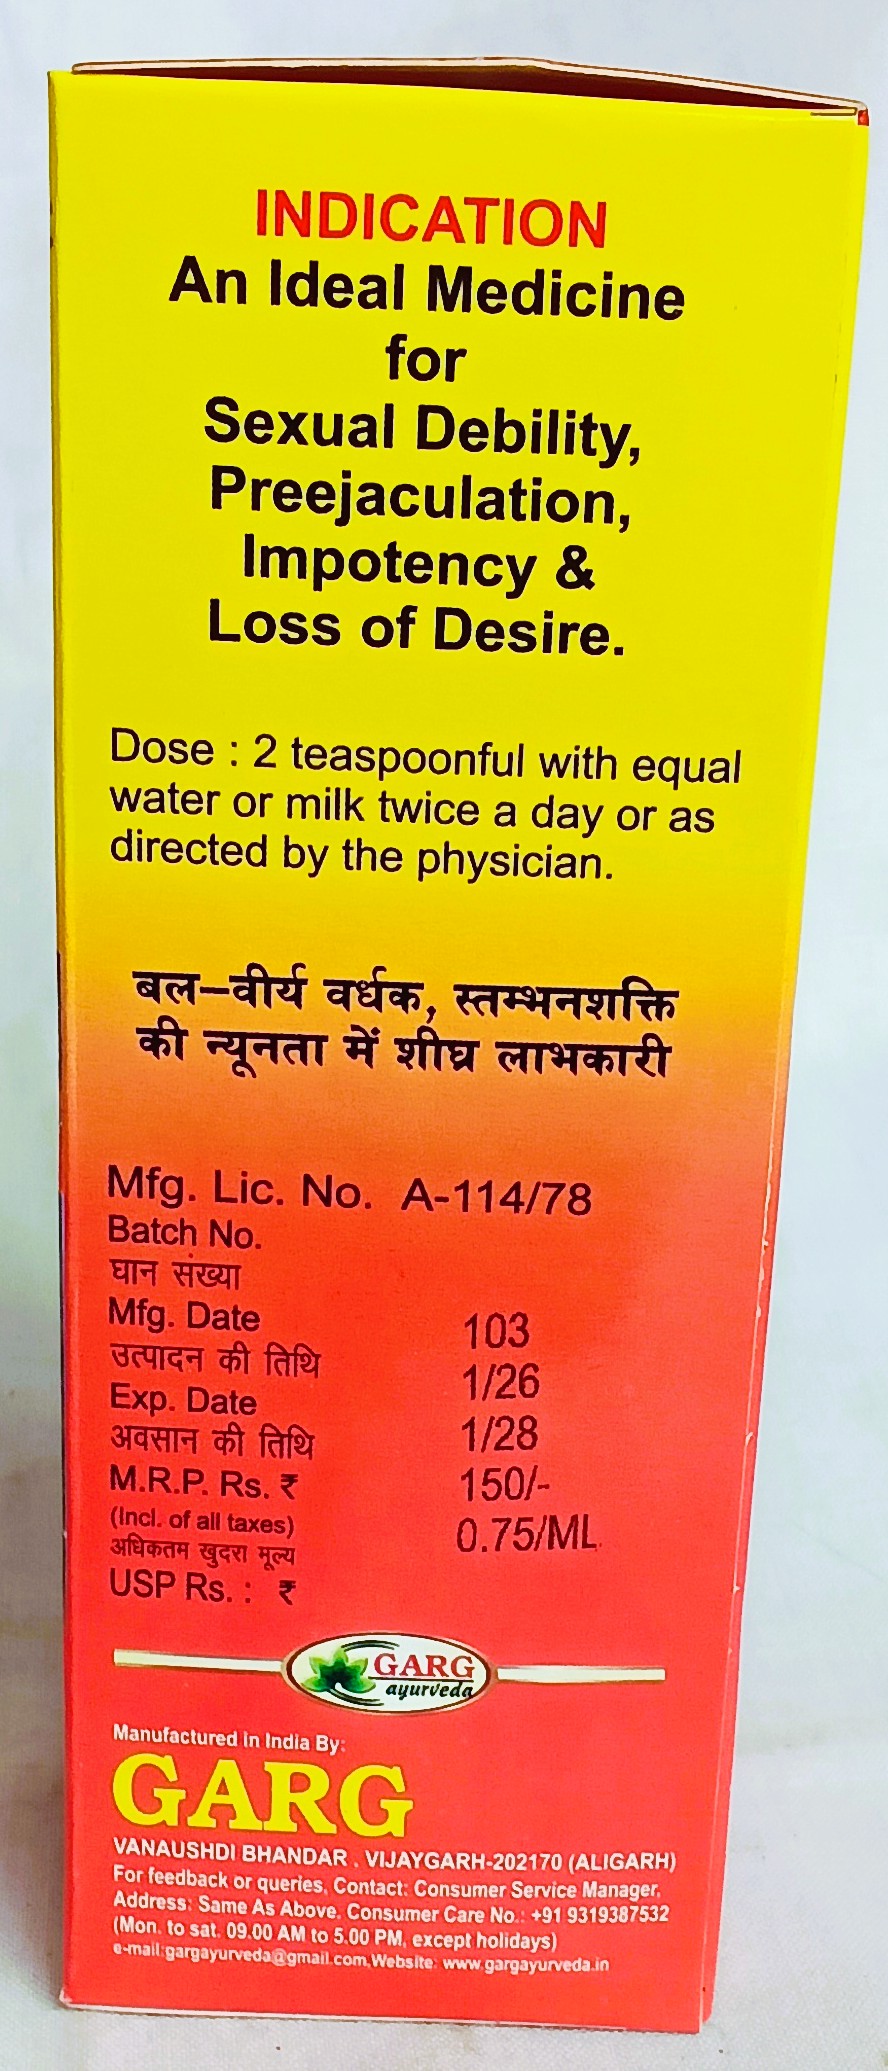 INDICATION
An Ideal Medicine
for
Sexual Debility,
Preejaculation,
Impotency &
Loss of Desire.
Dose : 2 teaspoonful with equal
water or milk twice a day or as
directed by the physician.
बल–वीर्य वर्धक, स्तम्भनशक्ति
की न्यूनता में शीघ्र लाभकारी
Mfg. Lic. No. A-114/78
Batch No.
घान संख्या
Mfg. Date 103
उत्पादन की तिथि 1/26
Exp. Date
अवसान की तिथि 1/28
M.R.P. Rs. ₹ 150/-
(Incl. of all taxes) 0.75/ML
अधिकतम खुदरा मूल्य
USP Rs. : ₹
GARG
ayurveda
Manufactured in India By:
GARG
VANAUSHDI BHANDAR . VIJAYGARH-202170 (ALIGARH)
For feedback or queries, Contact: Consumer Service Manager,
Address: Same As Above. Consumer Care No.: +91 9319387532
(Mon. to sat. 09.00 AM to 5.00 PM, except holidays)
e-mail:gargayurveda@gmail.com,Website: www.gargayurveda.in